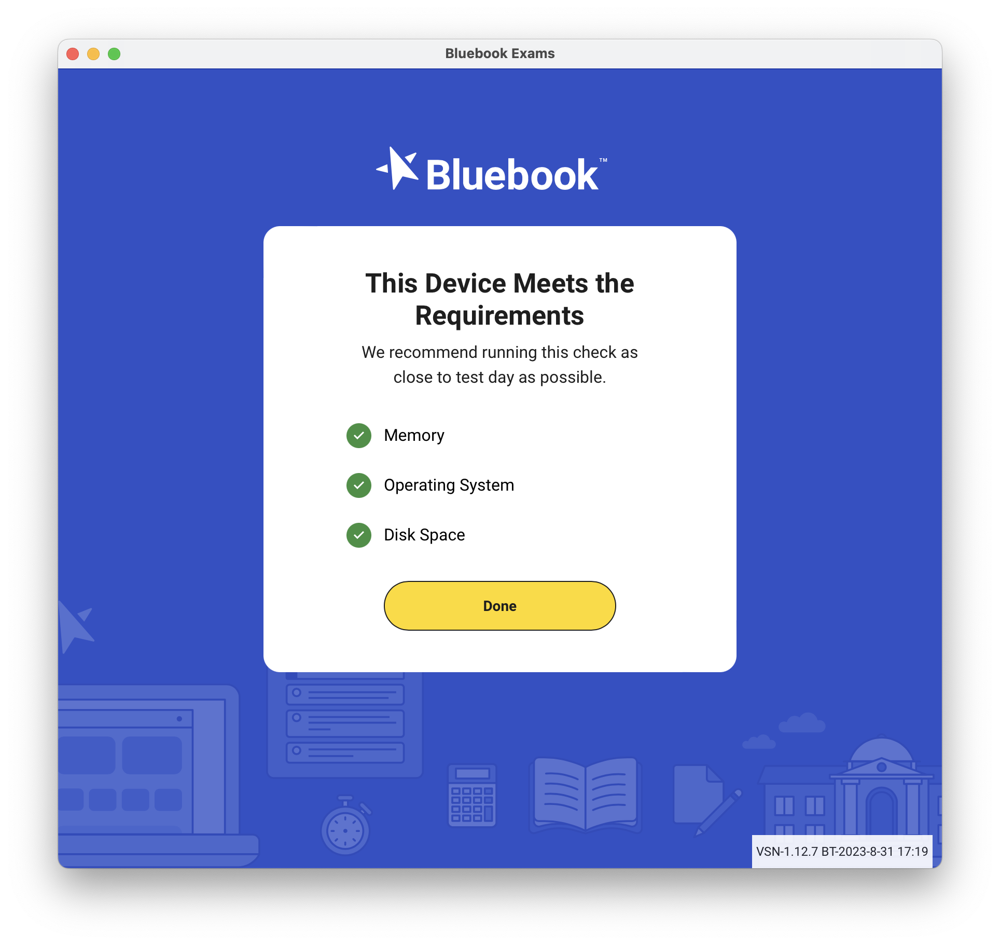 Bluebook Exams
Bluebook™
This Device Meets the
Requirements
We recommend running this check as
close to test day as possible.
Memory
Operating System
Disk Space
Done
VSN-1.12.7 BT-2023-8-31 17:19